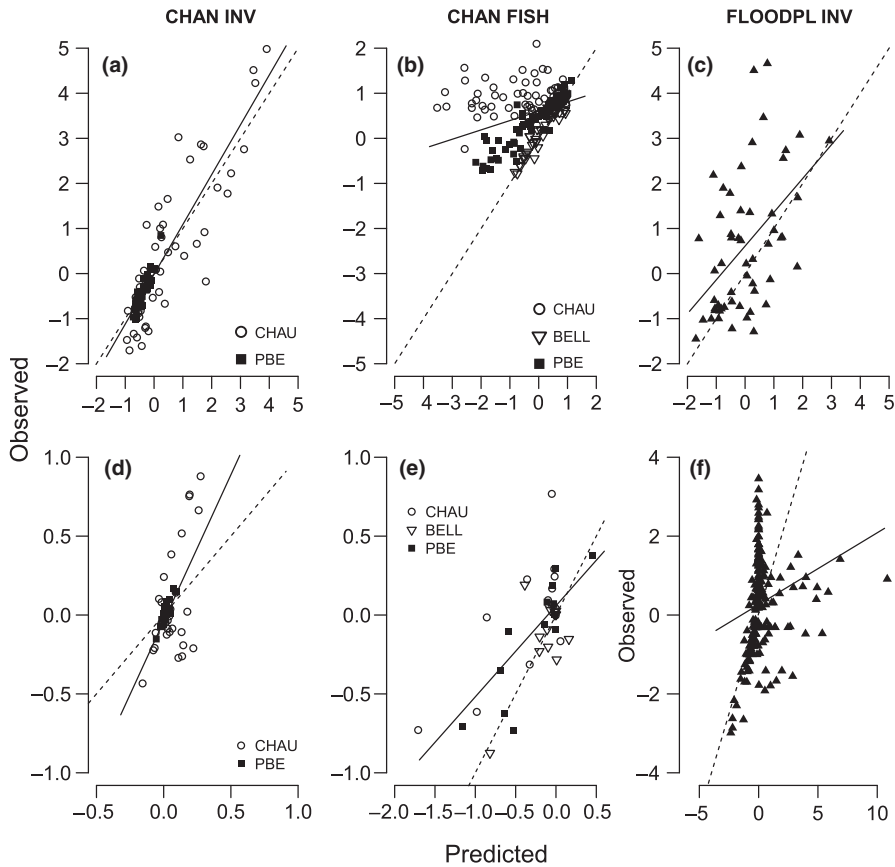 CHAN INV CHAN FISH FLOODPL INV
(a) (b) (c)
5 2 5
4 1 4
3 0 3
2 −1 2
1 −2 1
0 −3 0
−1 −4 −1
−2 −5 −2
CHAU CHAU
PBE BELL
PBE
−2 −1 0 1 2 3 4 5 −5 −4 −3 −2 −1 0 1 2 −2 −1 0 1 2 3 4 5
Observed
(d) (e) (f)
1.0 1.0 4
0.5 0.5 2
0.0 0.0 0
−0.5 −0.5 −2
−1.0 −1.0 −4
CHAU
BELL
PBE
Observed
CHAU
PBE
−0.5 0.0 0.5 1.0 −2.0 −1.5 −1.0 −0.5 0.0 0.5 −5 0 5 10
Predicted